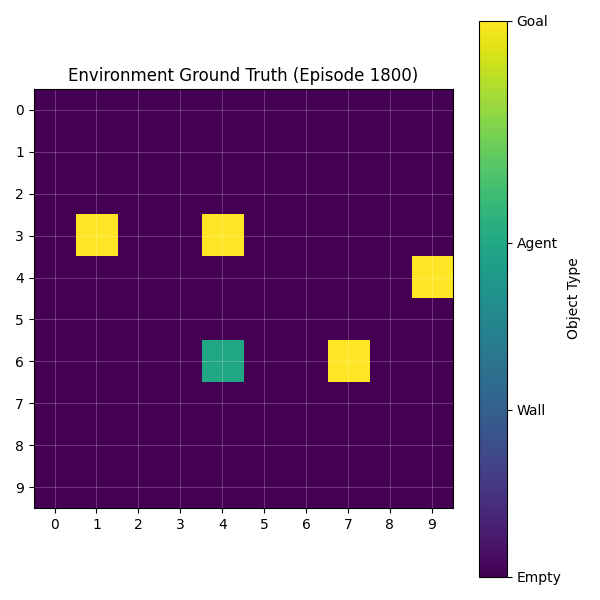 Environment Ground Truth (Episode 1800)
0
1
2
3
4
5
6
7
8
9
0 1 2 3 4 5 6 7 8 9
Goal
Agent
Wall
Empty
Object Type